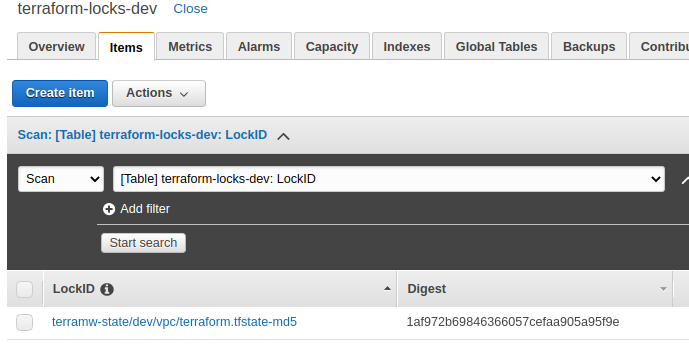 terraform-locks-dev Close
Overview Items Metrics Alarms Capacity Indexes Global Tables Backups Contribu
Create item Actions
Scan: [Table] terraform-locks-dev: LockID
Scan [Table] terraform-locks-dev: LockID
Add filter
Start search
LockID Digest
terramw-state/dev/vpc/terraform.tfstate-md5 1af972b69846366057cefaa905a95f9e